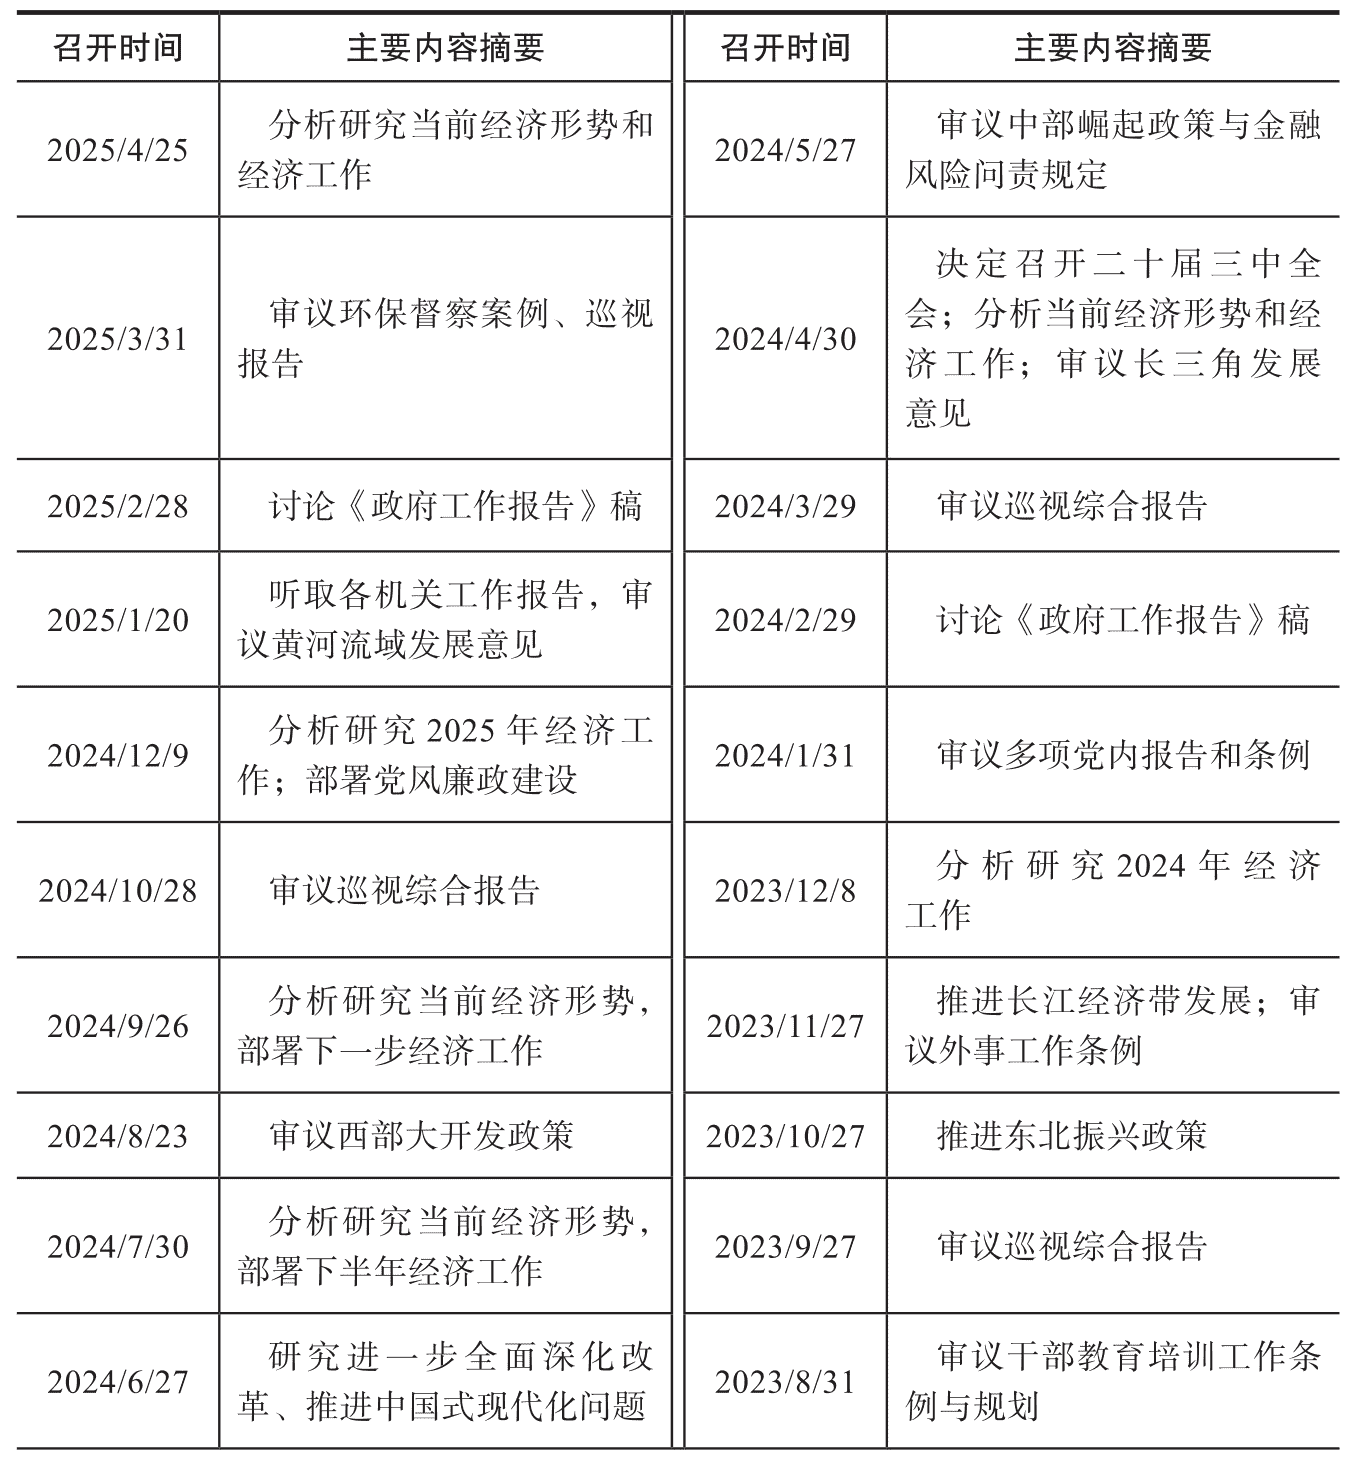 召开时间
主要内容摘要
召开时间
主要内容摘要
2025/4/25
分析研究当前经济形势和
经济工作
2024/5/27
审议中部崛起政策与金融
风险问责规定
2025/3/31
审议环保督察案例、巡视
报告
2024/4/30
决定召开二十届三中全
会；分析当前经济形势和经
济工作；审议长三角发展
意见
2025/2/28
讨论《政府工作报告》稿
2024/3/29
审议巡视综合报告
2025/1/20
听取各机关工作报告，审
议黄河流域发展意见
2024/2/29
讨论《政府工作报告》稿
2024/12/9
分析研究 2025 年经济工
作；部署党风廉政建设
2024/1/31
审议多项党内报告和条例
2024/10/28
审议巡视综合报告
2023/12/8
分析研究 2024 年经济
工作
2024/9/26
分析研究当前经济形势，
部署下一步经济工作
2023/11/27
推进长江经济带发展；审
议外事工作条例
2024/8/23
审议西部大开发政策
2023/10/27
推进东北振兴政策
2024/7/30
分析研究当前经济形势，
部署下半年经济工作
2023/9/27
审议巡视综合报告
2024/6/27
研究进一步全面深化改
革、推进中国式现代化问题
2023/8/31
审议干部教育培训工作条
例与规划